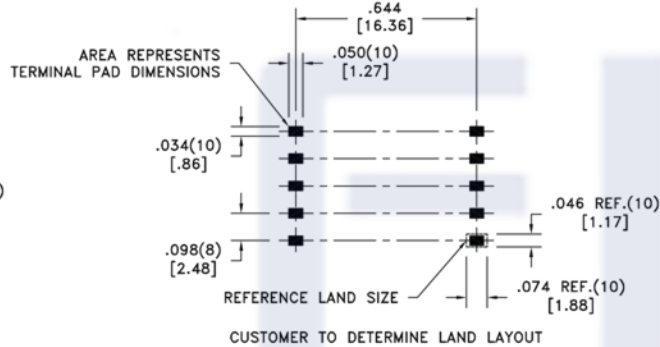 .644
[16.36]
AREA REPRESENTS
TERMINAL PAD DIMENSIONS
.050(10)
[1.27]
.034(10)
[.86]
)
.046 REF.(10)
[1.17]
.098(8)
[2.48]
REFERENCE LAND SIZE
.074 REF.(10)
[1.88]
CUSTOMER TO DETERMINE LAND LAYOUT